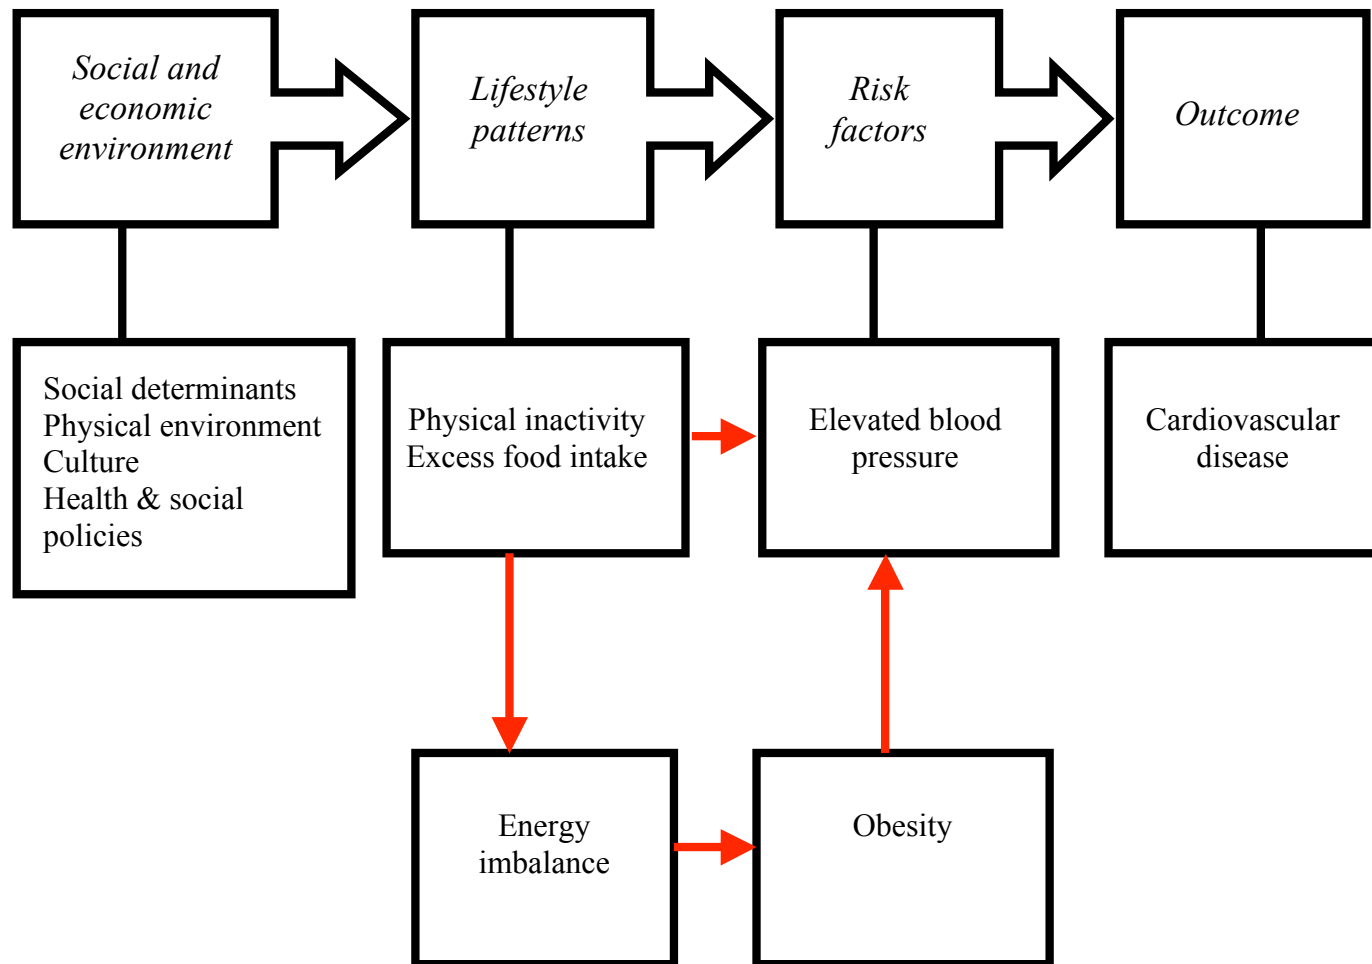 Social and
economic
environment
Lifestyle
patterns
Risk
factors
Outcome
Social determinants
Physical environment
Culture
Health & social
policies
Physical inactivity
Excess food intake
Elevated blood
pressure
Cardiovascular
disease
Energy
imbalance
Obesity